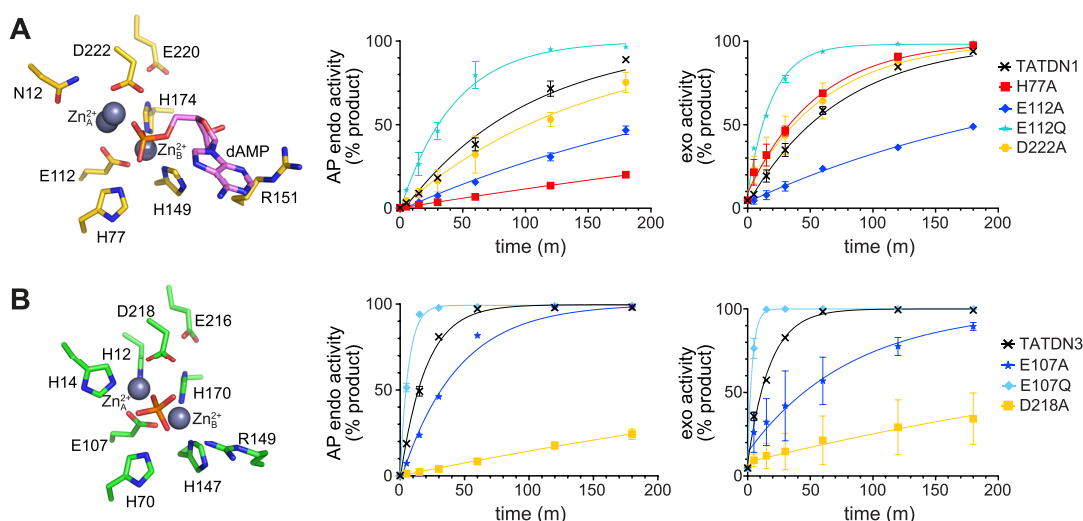 A
D222
E220
N12
H174
Zn2+A
Zn2+B
dAMP
E112
H149
R151
H77
AP endo activity
(% product)
100
50
0
0 50 100 150 200
time (m)
exo activity
(% product)
100
50
0
0 50 100 150 200
time (m)
TATDN1
H77A
E112A
E112Q
D222A
B
D218
E216
H12
H14
H170
Zn2+A
Zn2+B
E107
R149
H70
H147
AP endo activity
(% product)
100
50
0
0 50 100 150 200
time (m)
exo activity
(% product)
100
50
0
0 50 100 150 200
time (m)
TATDN3
E107A
E107Q
D218A